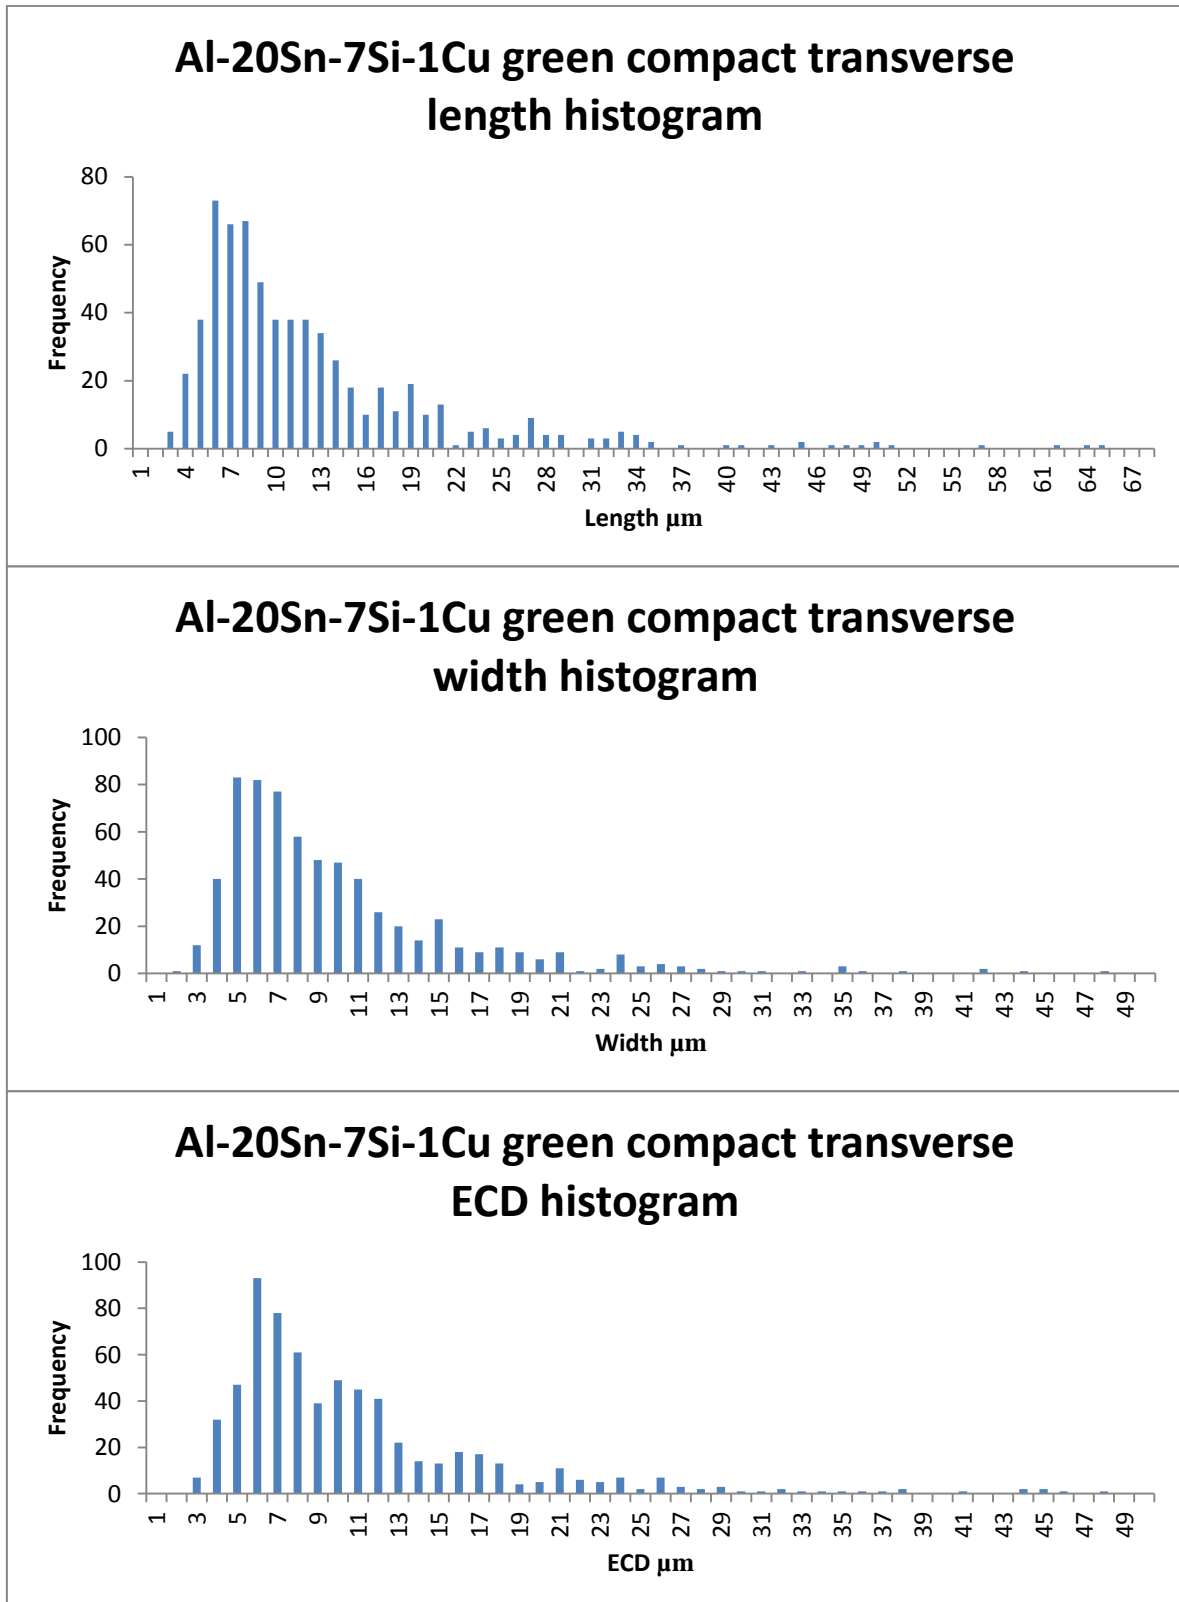 Al-20Sn-7Si-1Cu green compact transverse
length histogram
80
60
40
20
0
Frequency
1 4 7 10 13 16 19 22 25 28 31 34 37 40 43 46 49 52 55 58 61 64 67
Length μm
Al-20Sn-7Si-1Cu green compact transverse
width histogram
100
80
60
40
20
0
Frequency
1 3 5 7 9 11 13 15 17 19 21 23 25 27 29 31 33 35 37 39 41 43 45 47 49
Width μm
Al-20Sn-7Si-1Cu green compact transverse
ECD histogram
100
80
60
40
20
0
Frequency
1 3 5 7 9 11 13 15 17 19 21 23 25 27 29 31 33 35 37 39 41 43 45 47 49
ECD μm